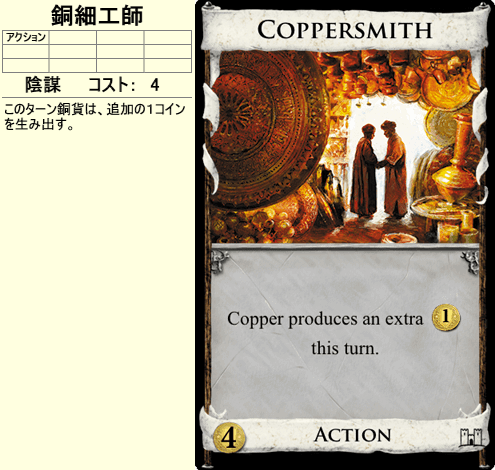 銅細工師
アクション
陰謀 コスト: 4
このターン銅貨は、追加の1コイン
を生み出す。
COPPERSMITH
Copper produces an extra 1
this turn.
4 ACTION